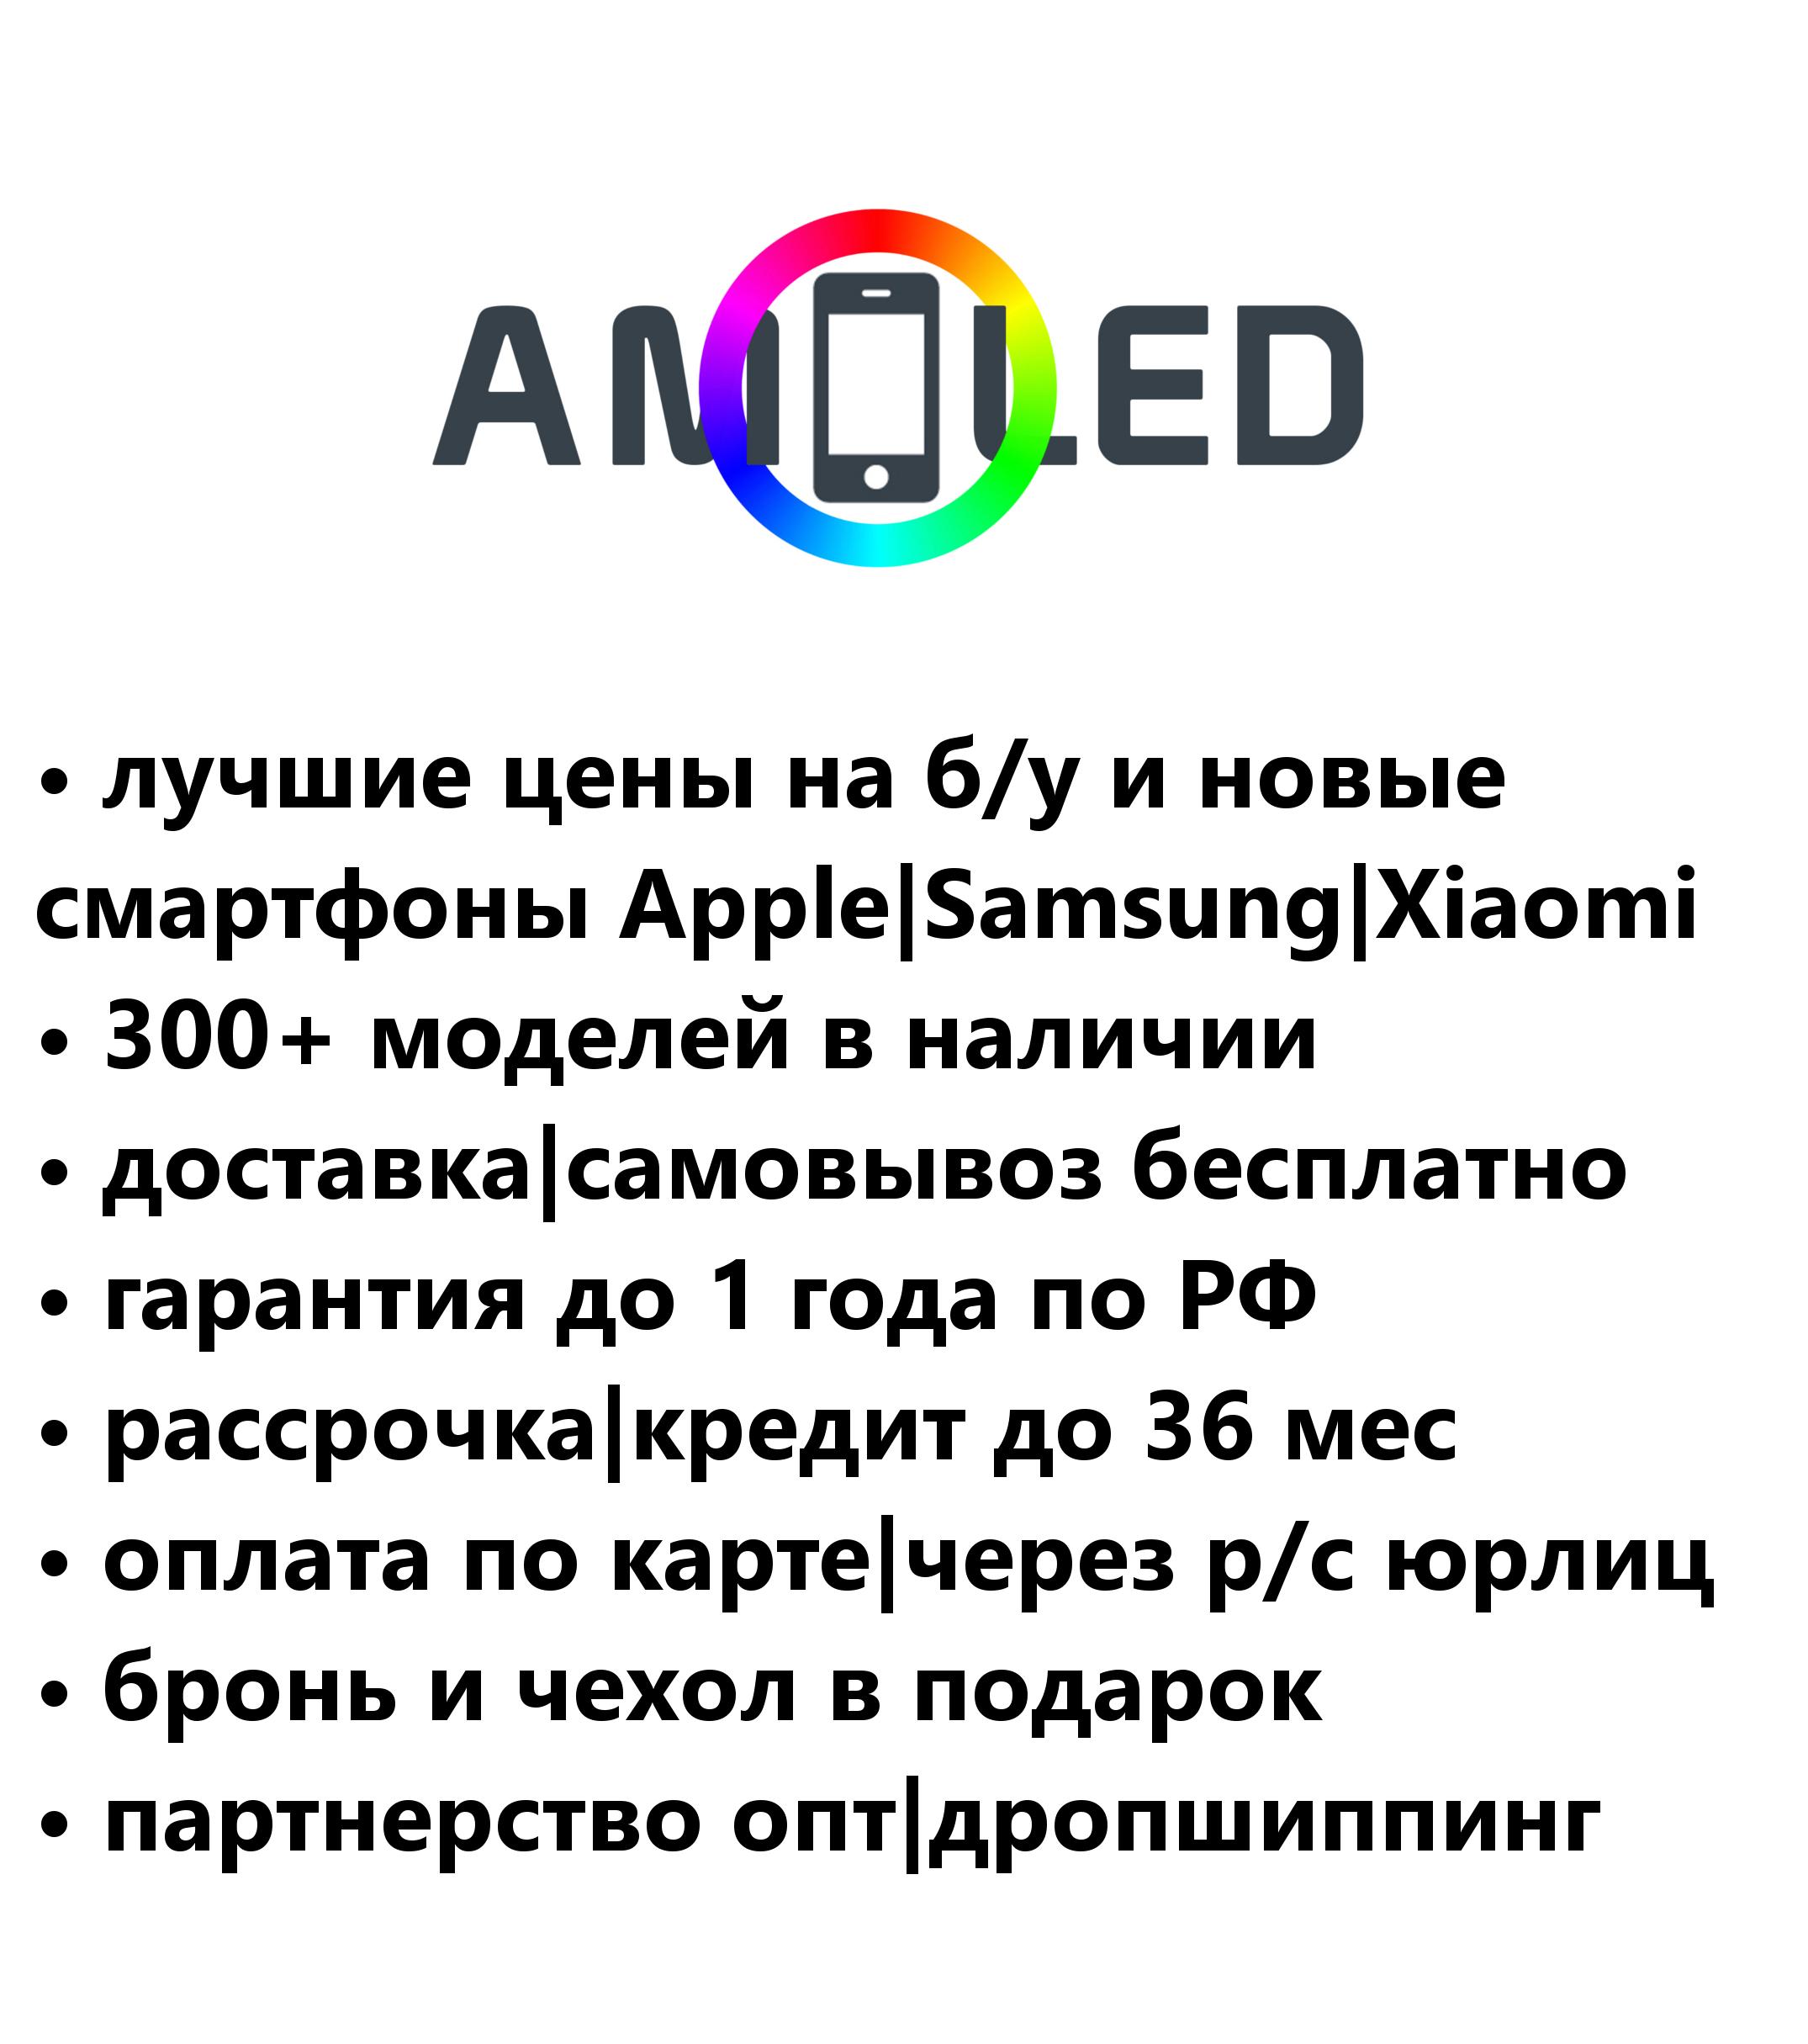 AMOLED
• лучшие цены на б/у и новые
смартфоны Apple|Samsung|Xiaomi
• 300+ моделей в наличии
• доставка|самовывоз бесплатно
• гарантия до 1 года по РФ
• рассрочка|кредит до 36 мес
• оплата по карте|через р/с юрлиц
• бронь и чехол в подарок
• партнерство опт|дропшиппинг